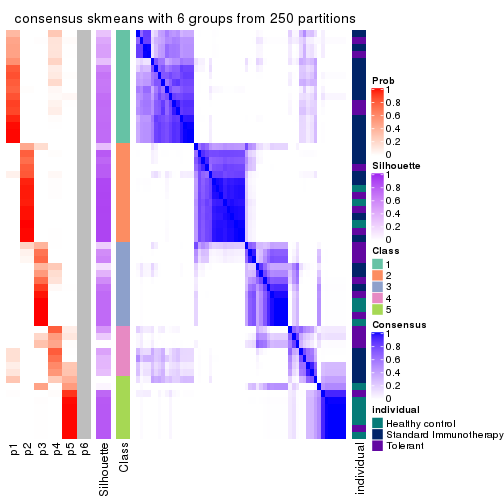 consensus skmeans with 6 groups from 250 partitions
Prob
1
0.8
0.6
0.4
0.2
0
Silhouette
1
0.8
0.6
0.4
0.2
0
Class
1
2
3
4
5
Consensus
1
0.8
0.6
0.4
0.2
0
individual
Healthy control
Standard Immunotherapy
Tolerant
p1
p2
p3
p4
p5
p6
Silhouette
Class
individual